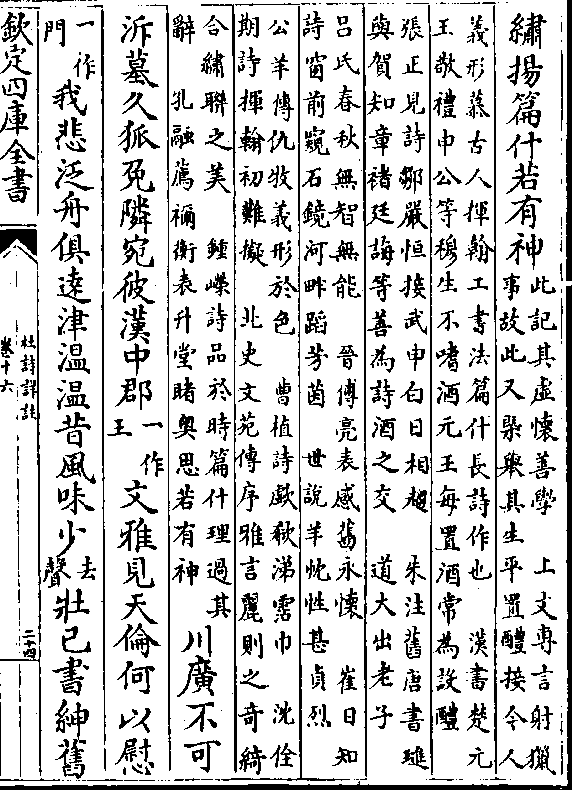 繡揚篇什若有神
此記其虛懷善學　上文專言射獵
事故此又槩舉其生平置醴接今人
義形慕古人揮翰工書法篇什長詩作也　漢書楚元
王敬禮申公等穆生不嗜酒元王每置酒常為設醴
張正見詩鄒嚴恒接武申白日相趨　朱注舊唐書璡
與賀知章褚廷誨等善為詩酒之交　道大出老子
吕氏春秋無智無能　晉傅亮表感舊永懷　崔日知
詩窗前窺石鏡河畔蹈芳茵　世說羊忱性甚貞烈
公羊傳仇牧義形於色　曹植詩歔欷涕霑巾　沈佺
期詩揮翰初難擬　北史文苑傳序雅言麗則之奇綺
合繡聯之美　鍾嶸詩品於時篇什理過其
辭　孔融薦禰衡表升堂睹奥思若有神
川廣不可
泝墓久狐兔隣宛彼漢中郡一作王文雅見天倫何以慰
一作門我悲泛舟俱遠津温温昔風味少去聲壯已書紳舊
欽定四庫全書
杜詩詳註
卷十六
二十四